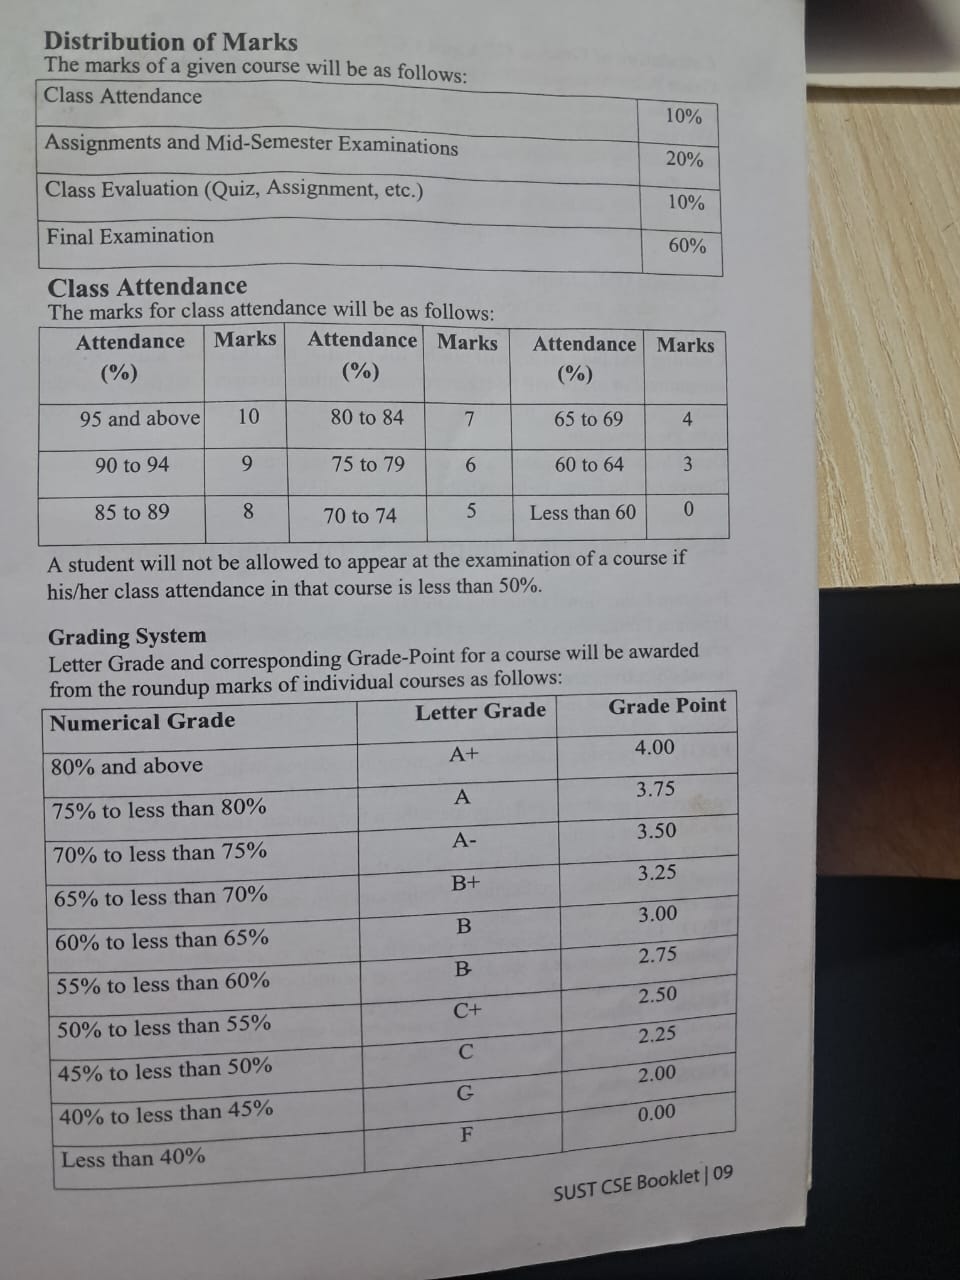 Distribution of Marks
The marks of a given course will be as follows:
Class Attendance 10%
Assignments and Mid-Semester Examinations 20%
Class Evaluation (Quiz, Assignment, etc.) 10%
Final Examination 60%
Class Attendance
The marks for class attendance will be as follows:
Attendance (%) Marks Attendance (%) Marks Attendance (%) Marks
95 and above 10 80 to 84 7 65 to 69 4
90 to 94 9 75 to 79 6 60 to 64 3
85 to 89 8 70 to 74 5 Less than 60 0
A student will not be allowed to appear at the examination of a course if
his/her class attendance in that course is less than 50%.
Grading System
Letter Grade and corresponding Grade-Point for a course will be awarded
from the roundup marks of individual courses as follows:
Numerical Grade Letter Grade Grade Point
80% and above A+ 4.00
75% to less than 80% A 3.75
70% to less than 75% A- 3.50
65% to less than 70% B+ 3.25
60% to less than 65% B 3.00
55% to less than 60% B- 2.75
50% to less than 55% C+ 2.50
45% to less than 50% C 2.25
40% to less than 45% G 2.00
Less than 40% F 0.00
SUST CSE Booklet | 09